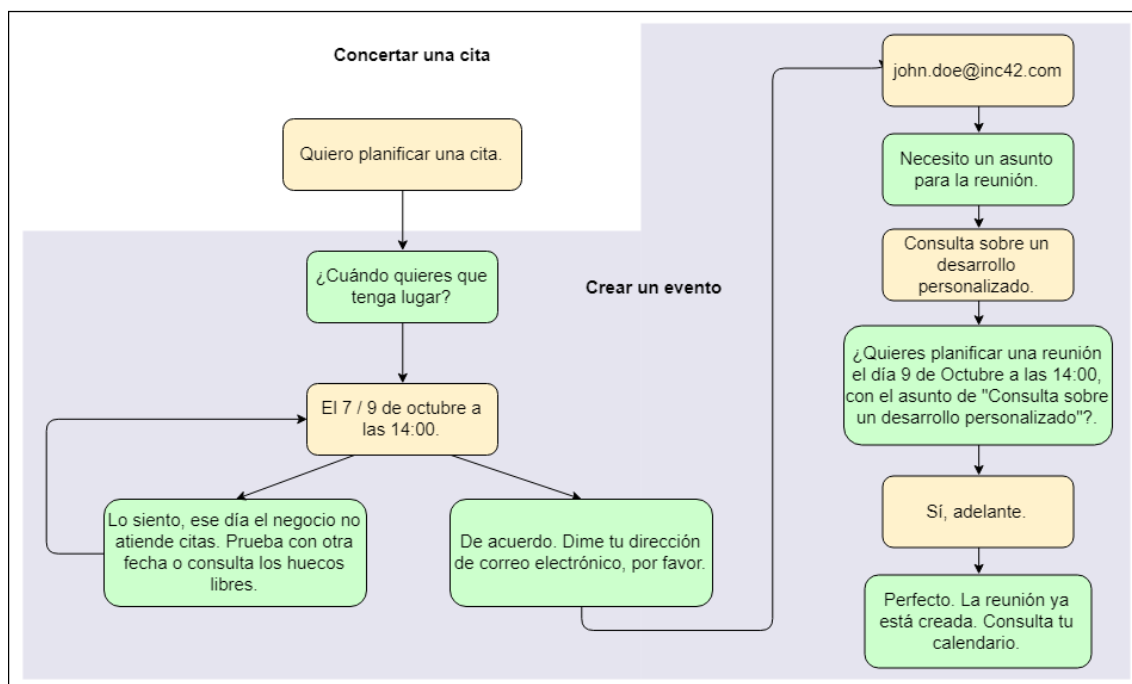 Concertar una cita
Quiero planificar una cita.
¿Cuándo quieres que
tenga lugar?
Crear un evento
El 7 / 9 de octubre a
las 14:00.
Lo siento, ese día el negocio no
atiende citas. Prueba con otra
fecha o consulta los huecos
libres.
De acuerdo. Dime tu dirección
de correo electrónico, por favor.
john.doe@inc42.com
Necesito un asunto
para la reunión.
Consulta sobre un
desarrollo
personalizado.
¿Quieres planificar una reunión
el día 9 de Octubre a las 14:00,
con el asunto de "Consulta sobre
un desarrollo personalizado"?.
Sí, adelante.
Perfecto. La reunión ya
está creada. Consulta tu
calendario.